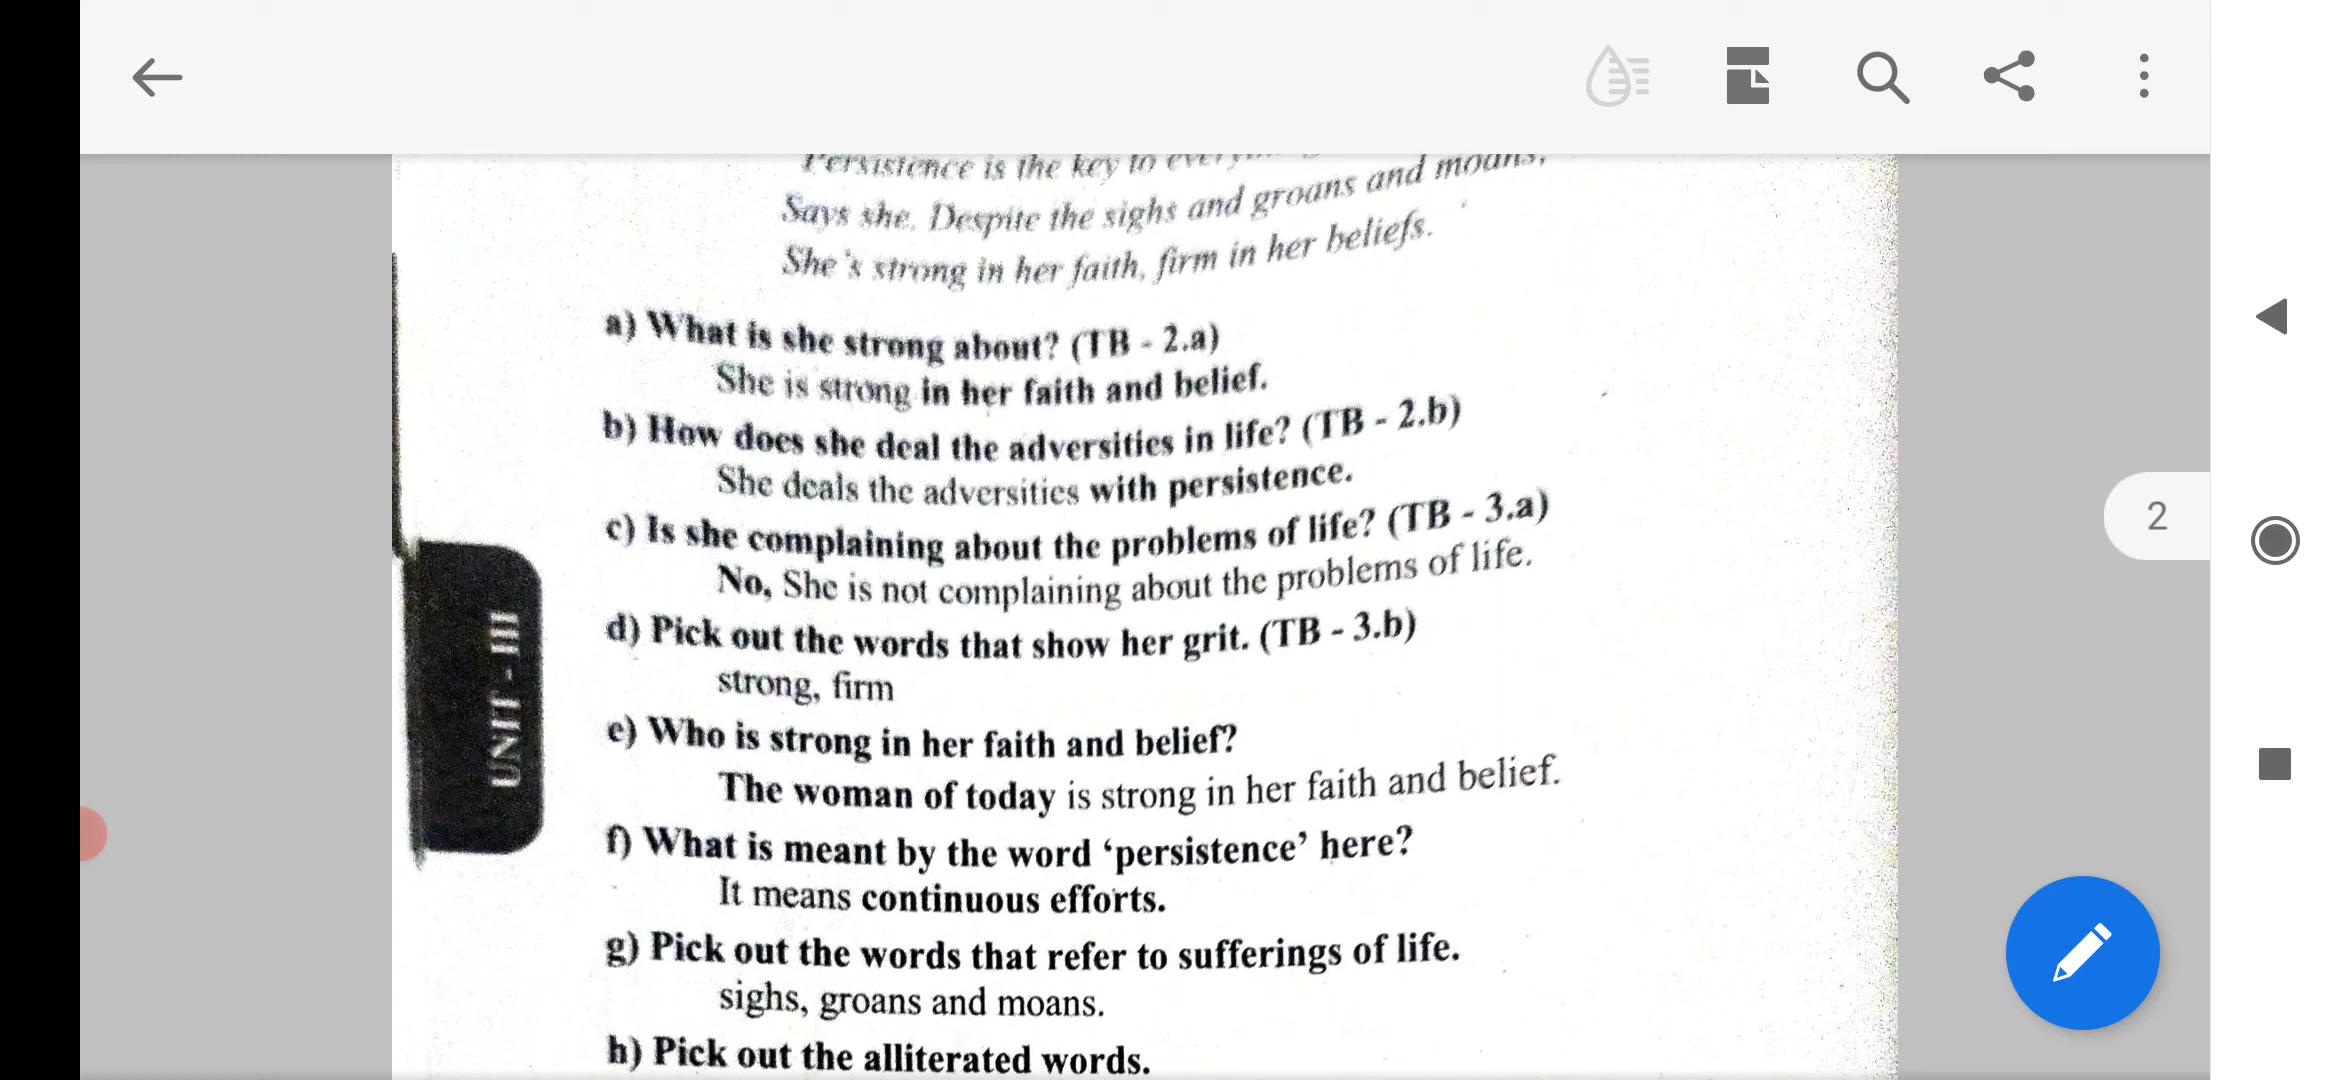 Persistence is the key to
Says she. Despite the sighs and groans and moans,
She's strong in her faith, firm in her beliefs.
a) What is she strong about? (TB - 2.a)
She is strong in her faith and belief.
b) How does she deal the adversities in life? (TB - 2.b)
She deals the adversities with persistence.
c) Is she complaining about the problems of life? (TB - 3.a)
No, She is not complaining about the problems of life.
d) Pick out the words that show her grit. (TB - 3.b)
strong, firm
e) Who is strong in her faith and belief?
The woman of today is strong in her faith and belief.
f) What is meant by the word ‘persistence’ here?
It means continuous efforts.
g) Pick out the words that refer to sufferings of life.
sighs, groans and moans.
h) Pick out the alliterated words.
UNIT - III
2